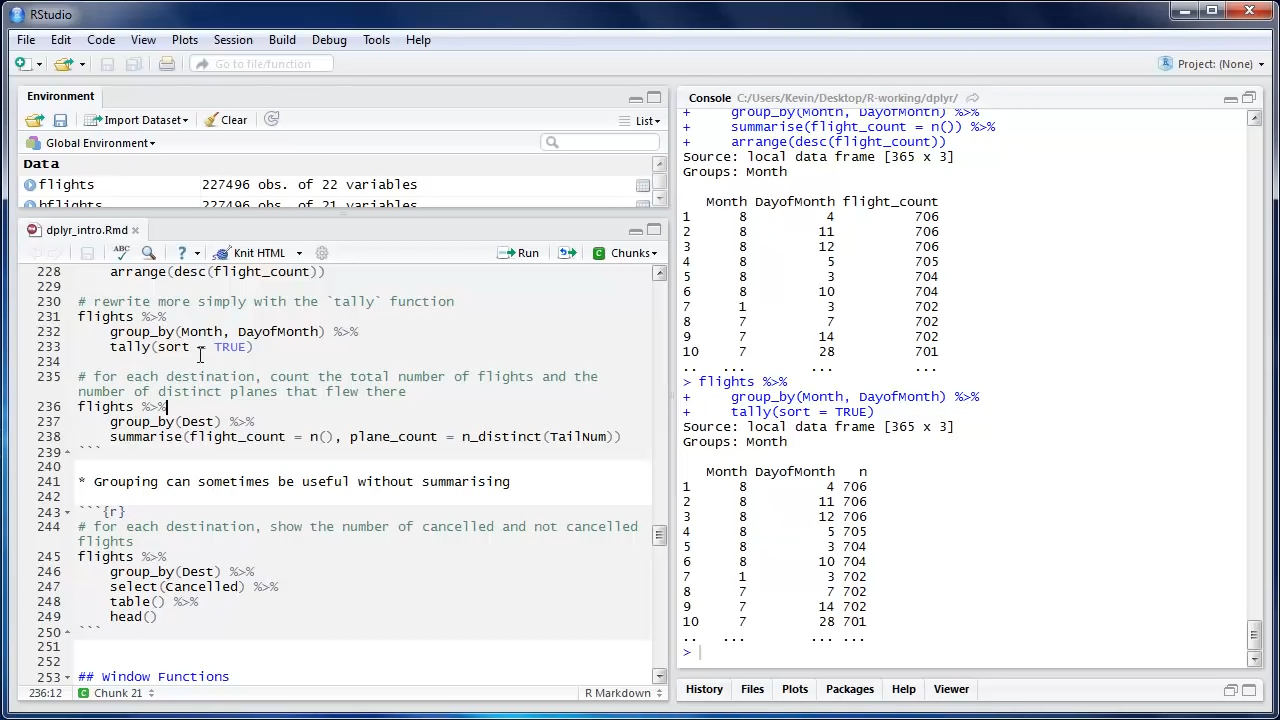 RStudio
File Edit Code View Plots Session Build Debug Tools Help
Go to file/function
Project: (None)
Environment
Import Dataset Clear
List
Global Environment
Data
flights 227496 obs. of 22 variables
hflights 227496 obs. of 21 variables
dplyr_intro.Rmd
ABC ? Knit HTML Run Chunks
228 arrange(desc(flight_count))
229
230 # rewrite more simply with the `tally` function
231 flights %>%
232 group_by(Month, DayofMonth) %>%
233 tally(sort = TRUE)
234
235 # for each destination, count the total number of flights and the
number of distinct planes that flew there
236 flights %>%
237 group_by(Dest) %>%
238 summarise(flight_count = n(), plane_count = n_distinct(TailNum))
239 ```
240
241 * Grouping can sometimes be useful without summarising
242
243 ```{r}
244 # for each destination, show the number of cancelled and not cancelled
flights
245 flights %>%
246 group_by(Dest) %>%
247 select(Cancelled) %>%
248 table() %>%
249 head()
250 ```
251
252
253 ## Window Functions
236:12 Chunk 21 R Markdown
Console C:/Users/Kevin/Desktop/R-working/dplyr/
+ group_by(Month, DayofMonth) %>%
+ summarise(flight_count = n()) %>%
+ arrange(desc(flight_count))
Source: local data frame [365 x 3]
Groups: Month
Month DayofMonth flight_count
1 8 4 706
2 8 11 706
3 8 12 706
4 8 5 705
5 8 3 704
6 8 10 704
7 1 3 702
8 7 7 702
9 7 14 702
10 7 28 701
.. ... ... ...
> flights %>%
+ group_by(Month, DayofMonth) %>%
+ tally(sort = TRUE)
Source: local data frame [365 x 3]
Groups: Month
Month DayofMonth n
1 8 4 706
2 8 11 706
3 8 12 706
4 8 5 705
5 8 3 704
6 8 10 704
7 1 3 702
8 7 7 702
9 7 14 702
10 7 28 701
.. ... ... ...
>
History Files Plots Packages Help Viewer